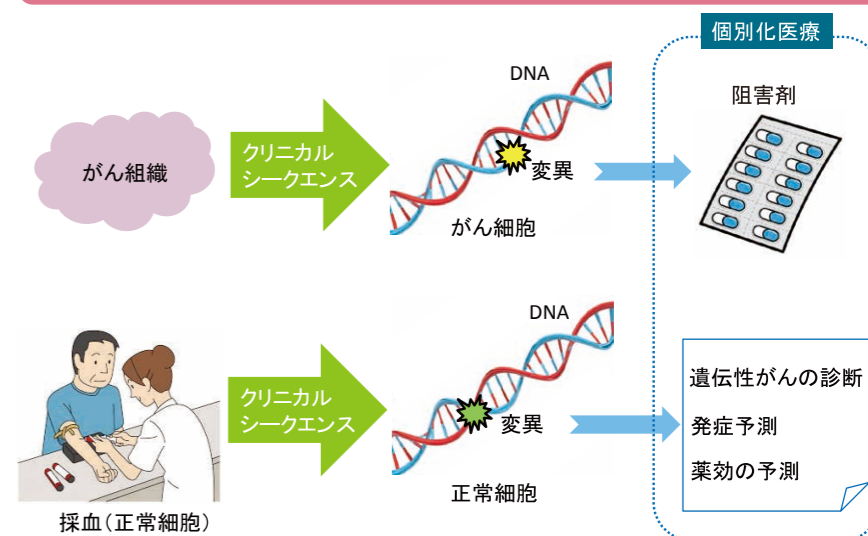 個別化医療
DNA
阻害剤
がん組織
クリニカル
シークエンス
変異
がん細胞
DNA
クリニカル
シークエンス
変異
正常細胞
遺伝性がんの診断
発症予測
薬効の予測
採血(正常細胞)